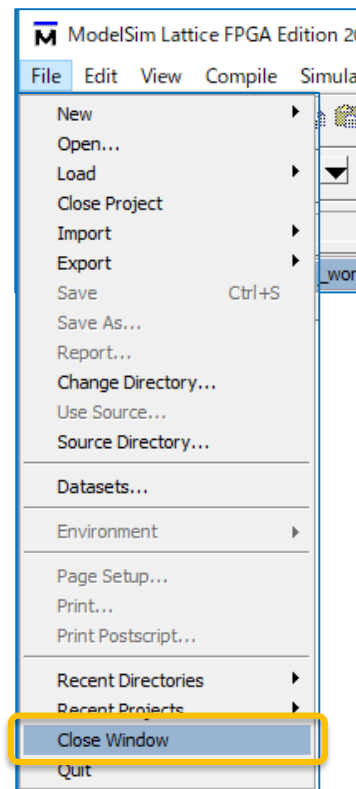 ModelSim Lattice FPGA Edition 20
File Edit View Compile Simula
New
Open...
Load
Close Project
Import
Export
_wor
Save Ctrl+S
Save As...
Report...
Change Directory...
Use Source...
Source Directory...
Datasets...
Environment
Page Setup...
Print...
Print Postscript...
Recent Directories
Recent Projects
Close Window
Quit